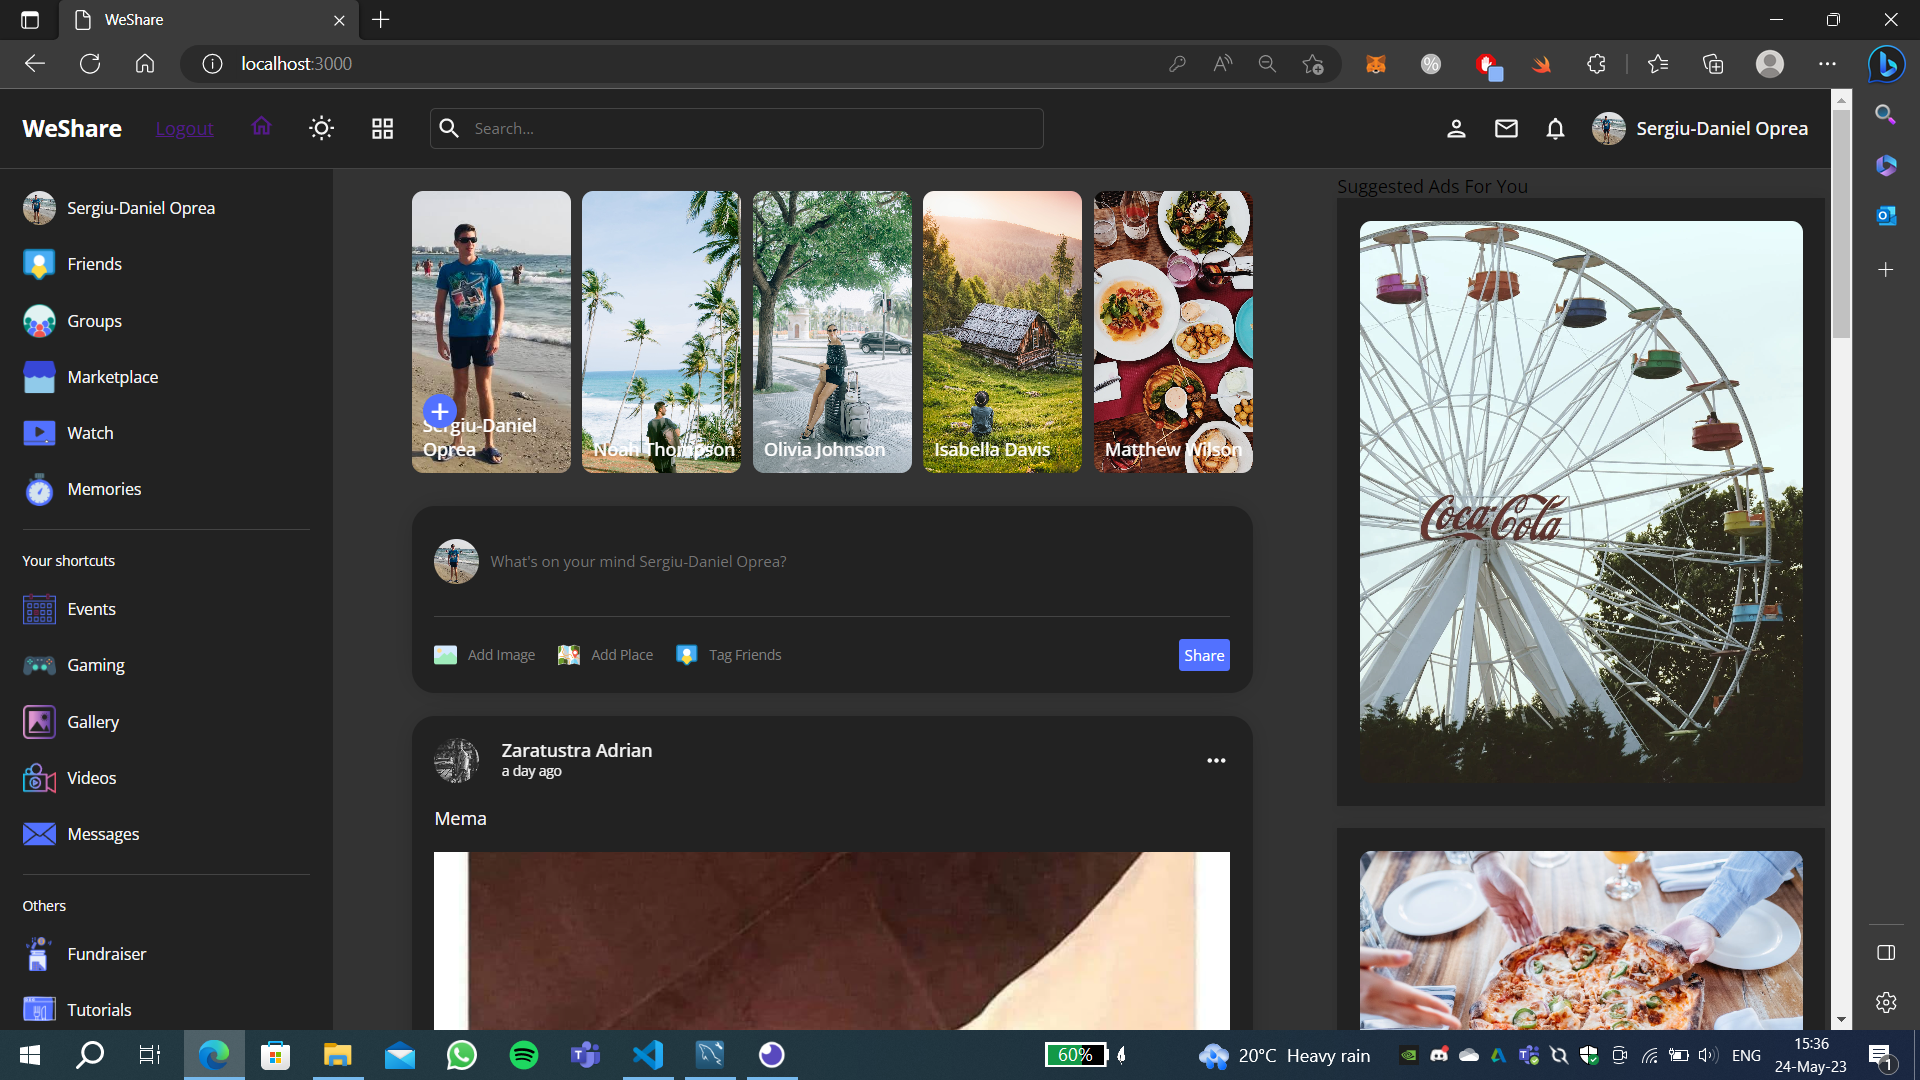 WeShare
localhost:3000
WeShare
Logout
Search...
Sergiu-Daniel Oprea
Sergiu-Daniel Oprea
Friends
Groups
Marketplace
Watch
Memories
Your shortcuts
Events
Gaming
Gallery
Videos
Messages
Others
Fundraiser
Tutorials
Sergiu-Daniel
Oprea
Noah Thompson
Olivia Johnson
Isabella Davis
Matthew Wilson
What's on your mind Sergiu-Daniel Oprea?
Add Image
Add Place
Tag Friends
Share
Zaratustra Adrian
a day ago
Mema
Suggested Ads For You
Coca-Cola
60%
20°C Heavy rain
ENG
15:36
24-May-23
1